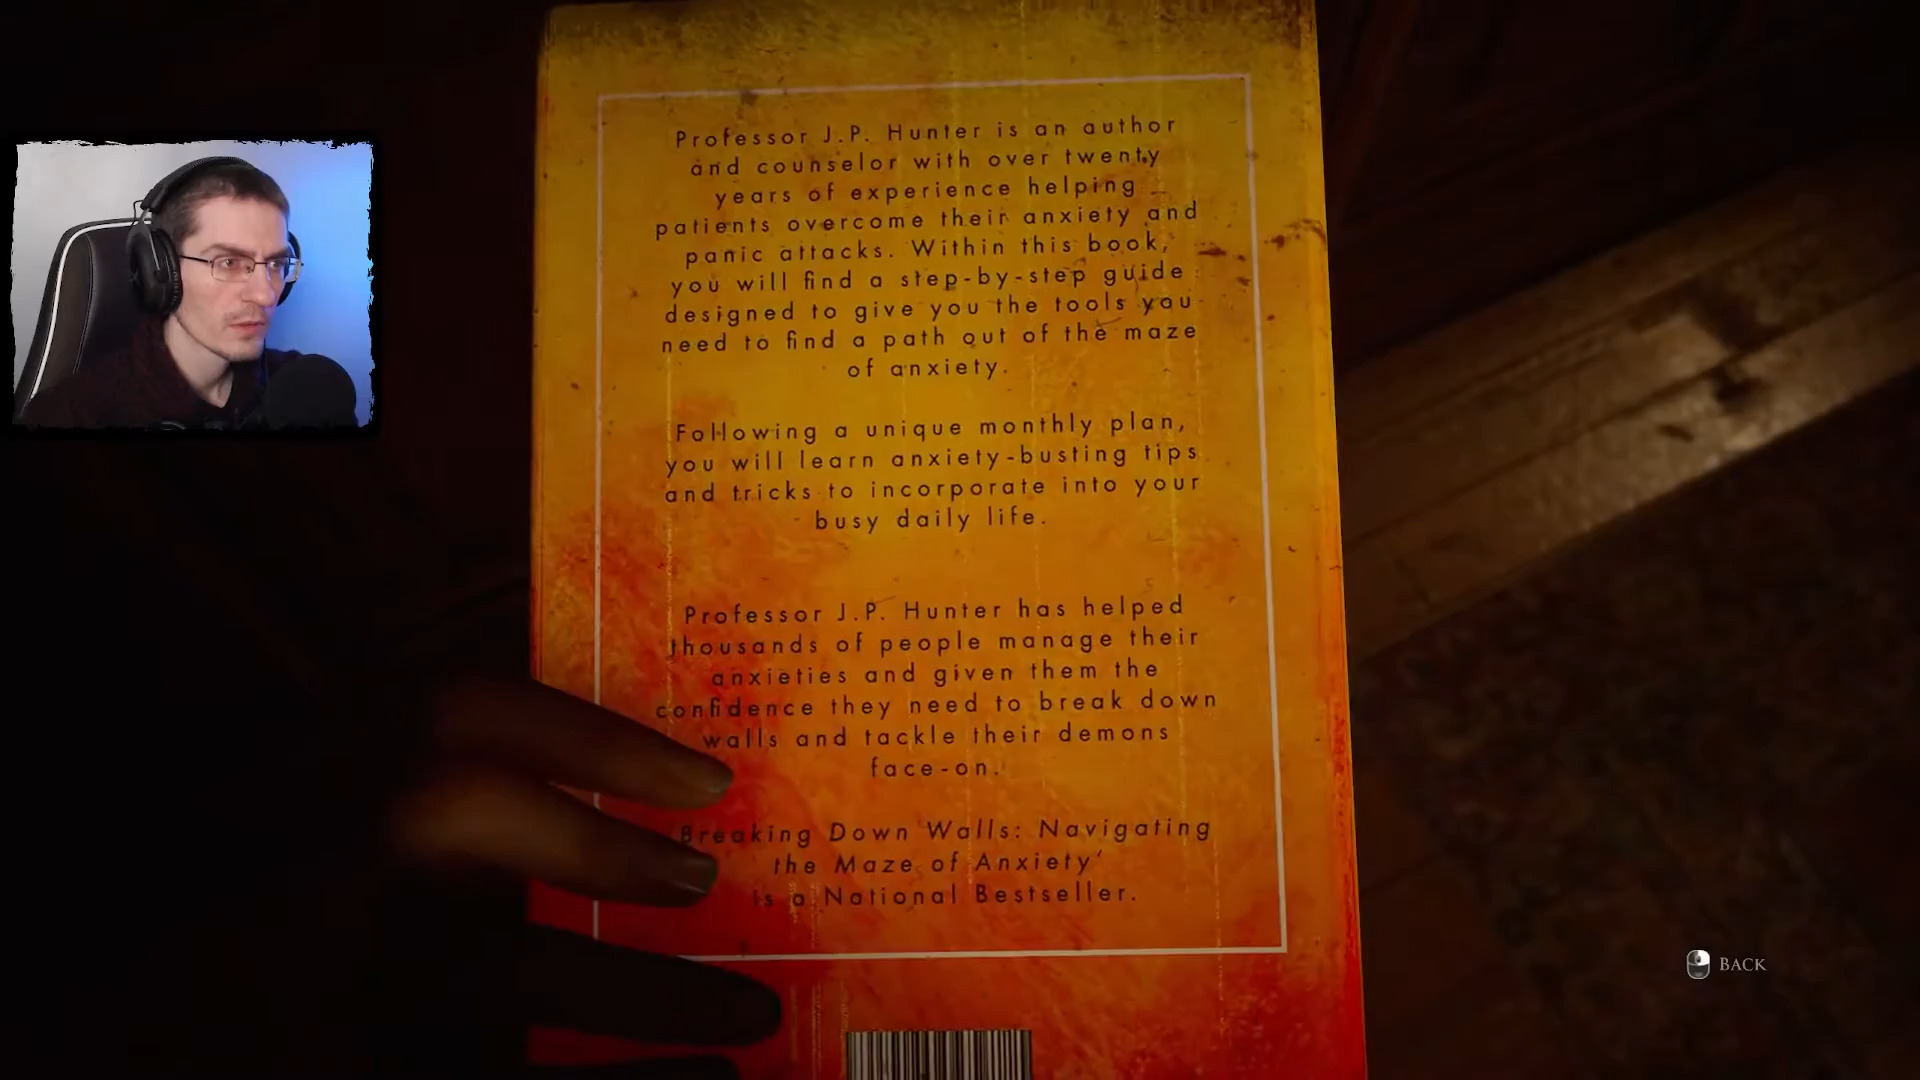 Professor J.P. Hunter is an author
and counselor with over twenty
years of experience helping
patients overcome their anxiety and
panic attacks. Within this book,
you will find a step-by-step guide
designed to give you the tools you
need to find a path out of the maze
of anxiety.
Following a unique monthly plan,
you will learn anxiety-busting tips
and tricks to incorporate into your
busy daily life.
Professor J.P. Hunter has helped
thousands of people manage their
anxieties and given them the
confidence they need to break down
walls and tackle their demons
face-on.
Breaking Down Walls: Navigating
the Maze of Anxiety'
is a National Bestseller.
BACK